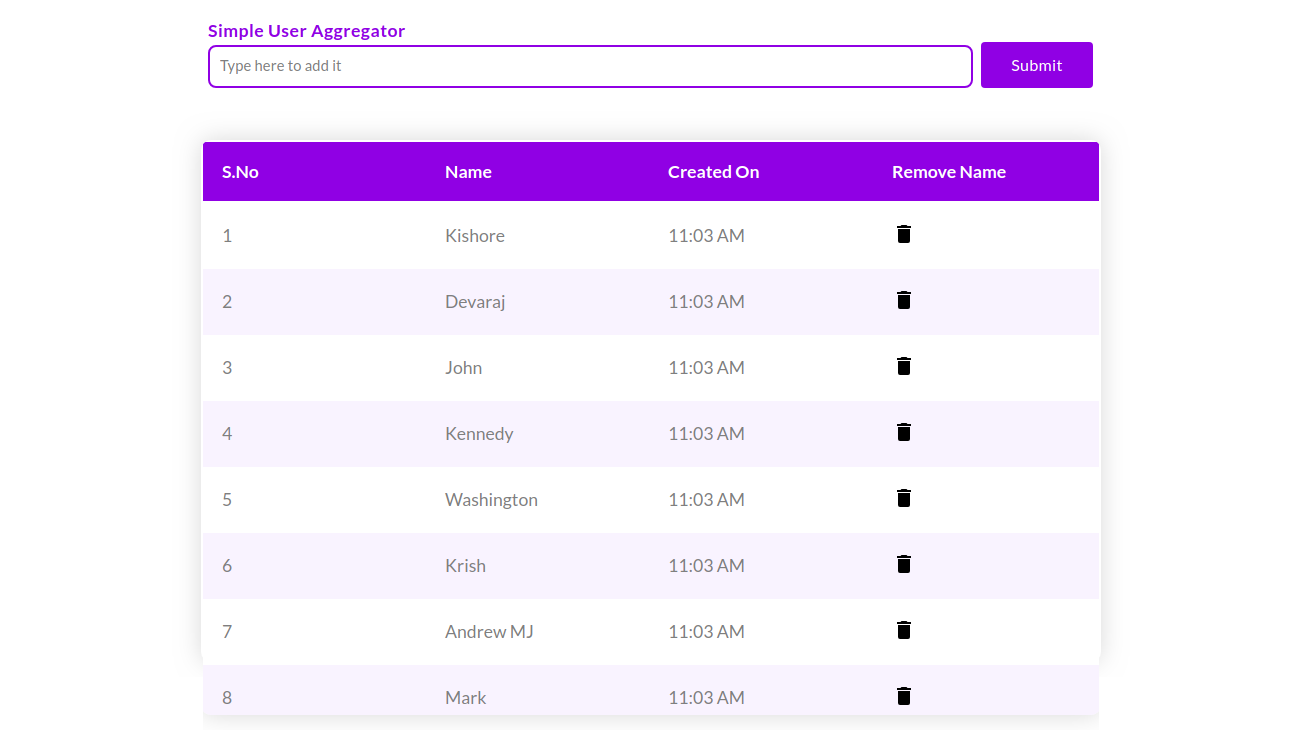 Simple User Aggregator
Type here to add it
Submit
S.No Name Created On Remove Name
1 Kishore 11:03 AM
2 Devaraj 11:03 AM
3 John 11:03 AM
4 Kennedy 11:03 AM
5 Washington 11:03 AM
6 Krish 11:03 AM
7 Andrew MJ 11:03 AM
8 Mark 11:03 AM